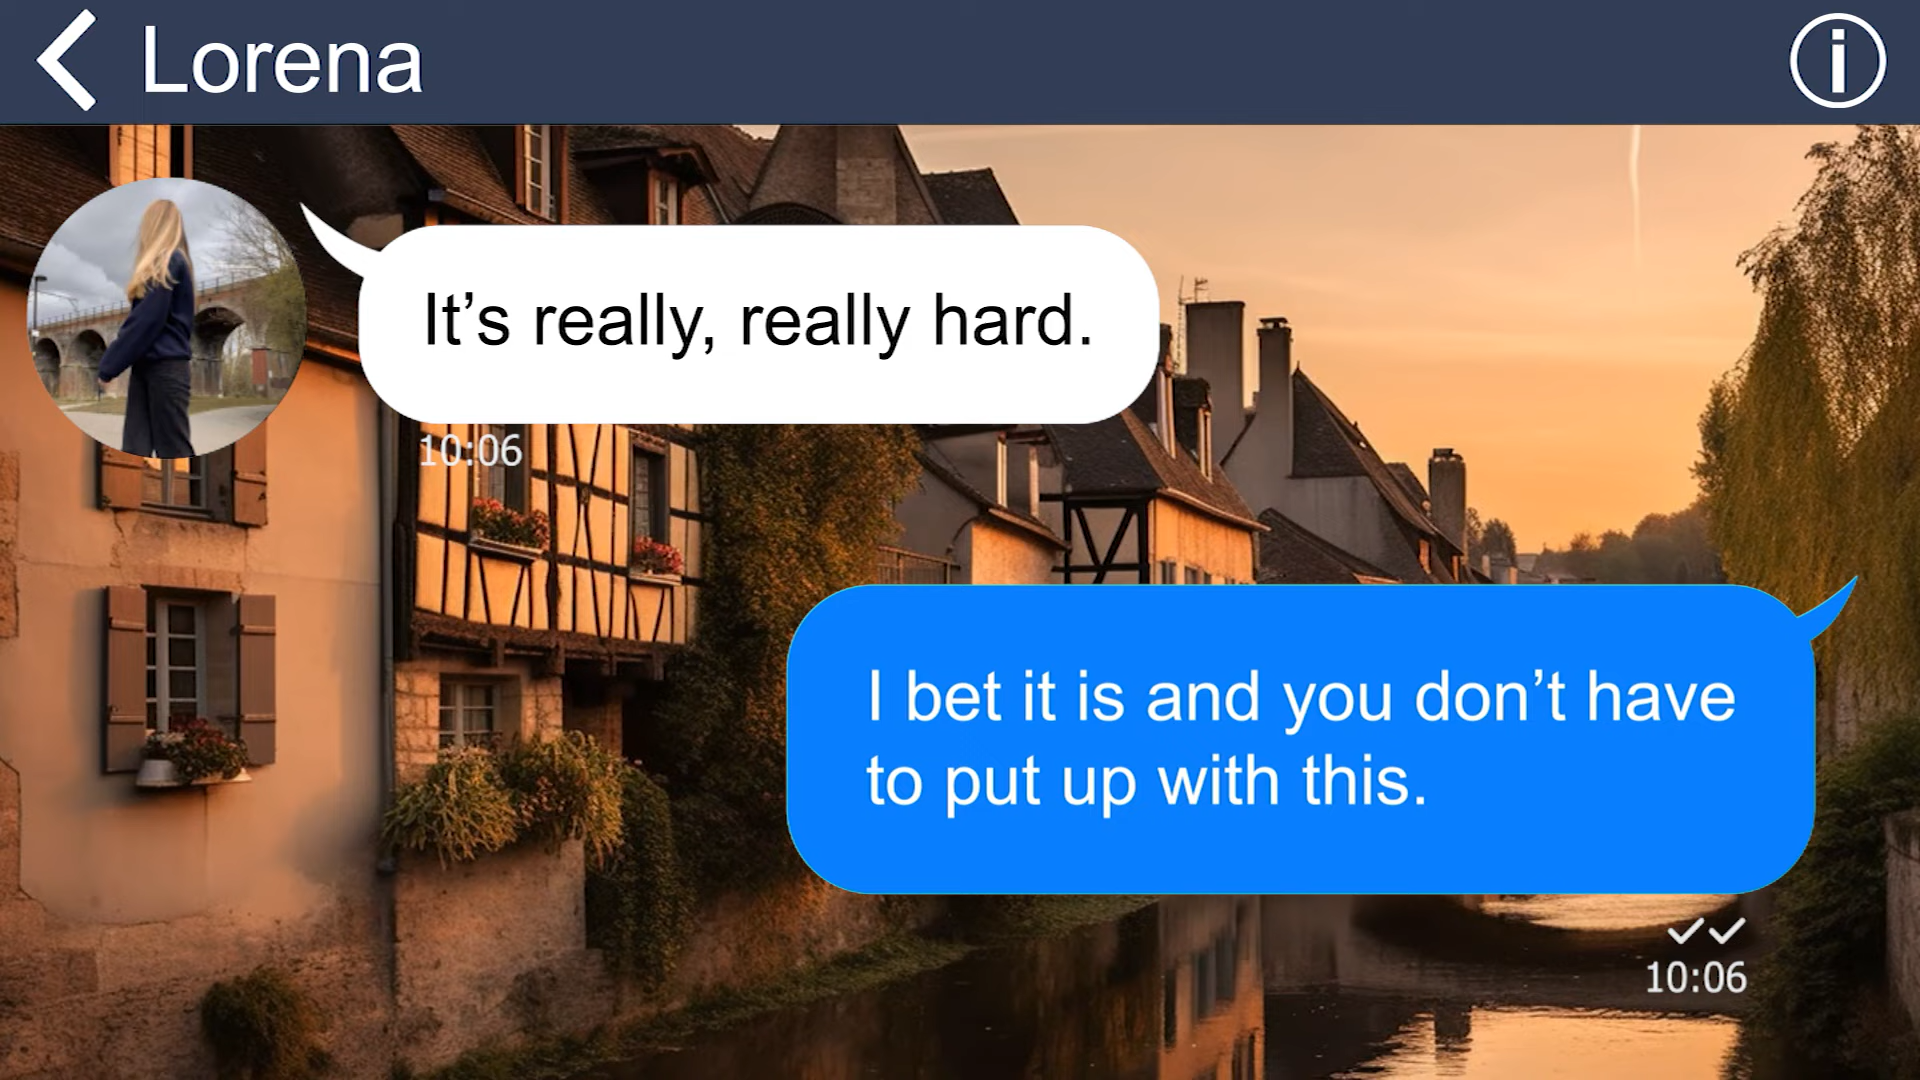 Lorena
It’s really, really hard.
10:06
I bet it is and you don’t have
to put up with this.
10:06